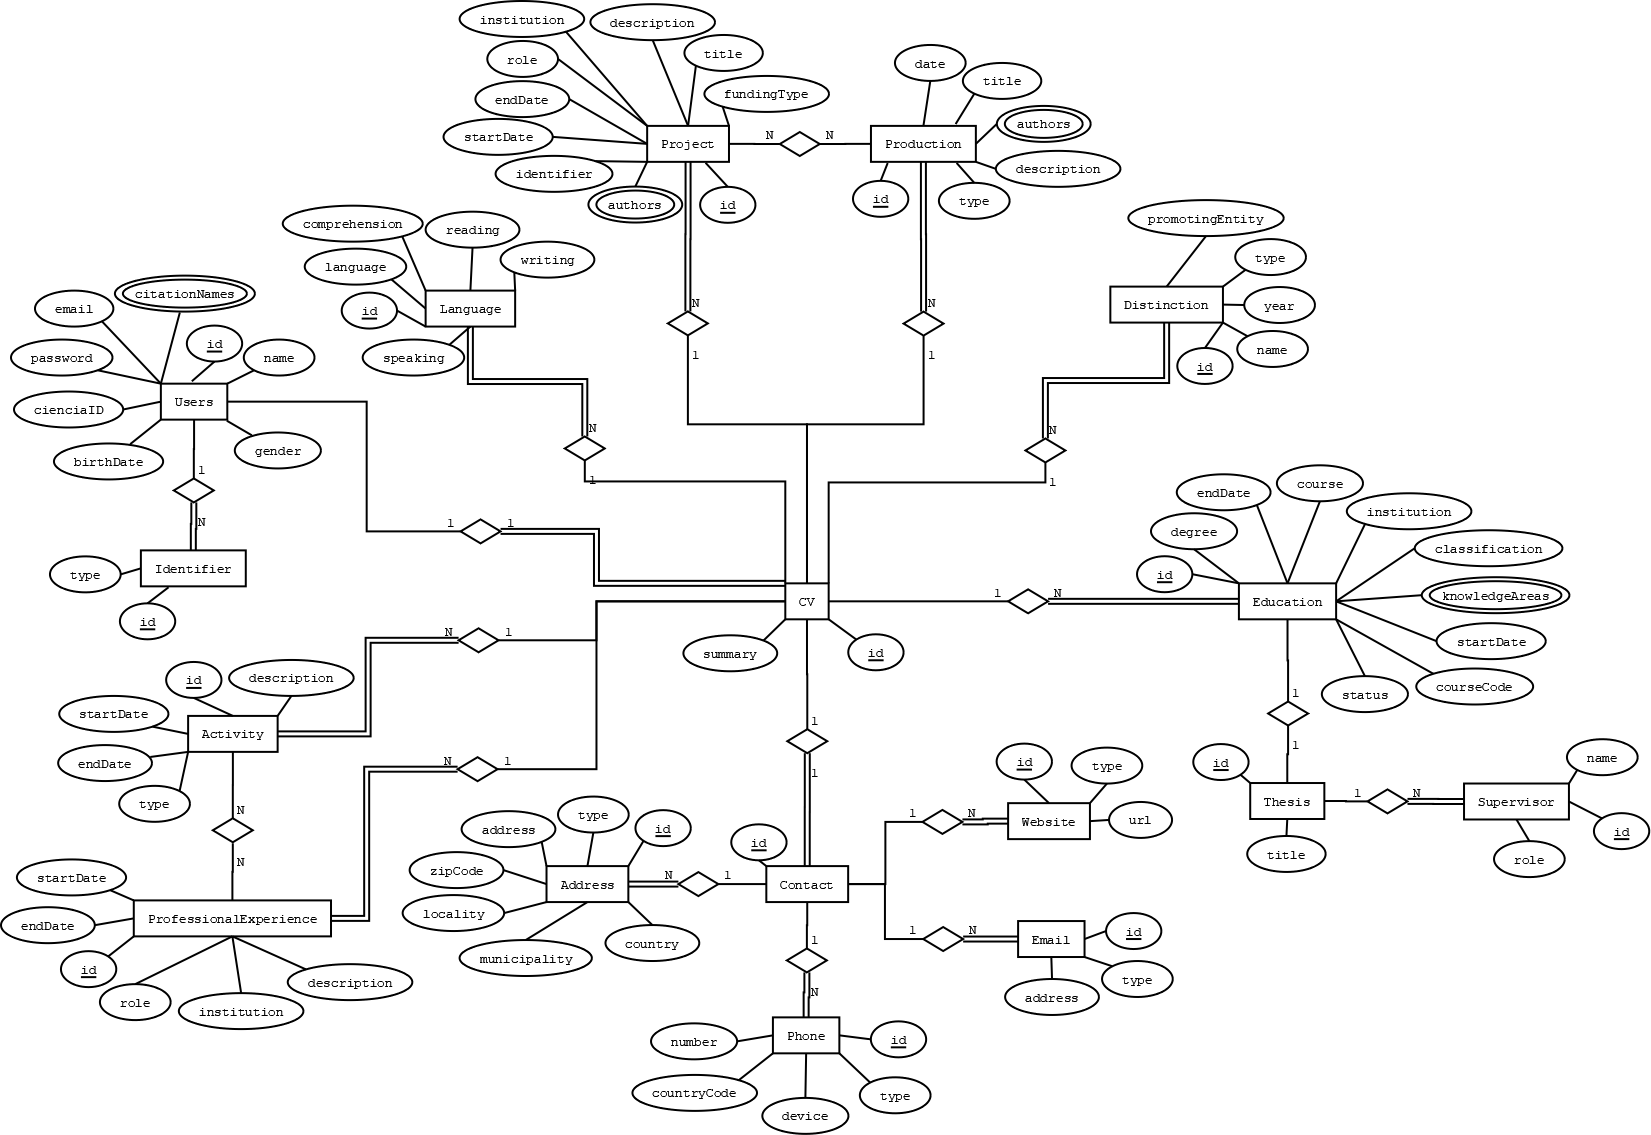 institution
description
role
title
endDate
fundingType
startDate
Project
identifier
authors
id
N
N
date
title
authors
Production
description
id
type
comprehension
reading
writing
language
id
Language
speaking
promotingEntity
type
Distinction
year
name
id
N
1
N
1
N
1
N
1
email
citationNames
id
name
password
Users
cienciaID
birthDate
gender
1
N
1
1
type
Identifier
id
CV
summary
id
1
N
endDate
course
institution
degree
classification
id
Education
knowledgeAreas
startDate
courseCode
status
1
1
id
Thesis
title
1
N
name
Supervisor
id
role
N
1
id
description
startDate
Activity
endDate
type
N
1
N
N
startDate
ProfessionalExperience
endDate
id
role
institution
description
1
1
type
address
id
zipCode
Address
locality
municipality
country
N
1
id
Contact
1
N
id
type
Website
url
1
N
id
Email
type
address
1
N
number
Phone
id
countryCode
device
type